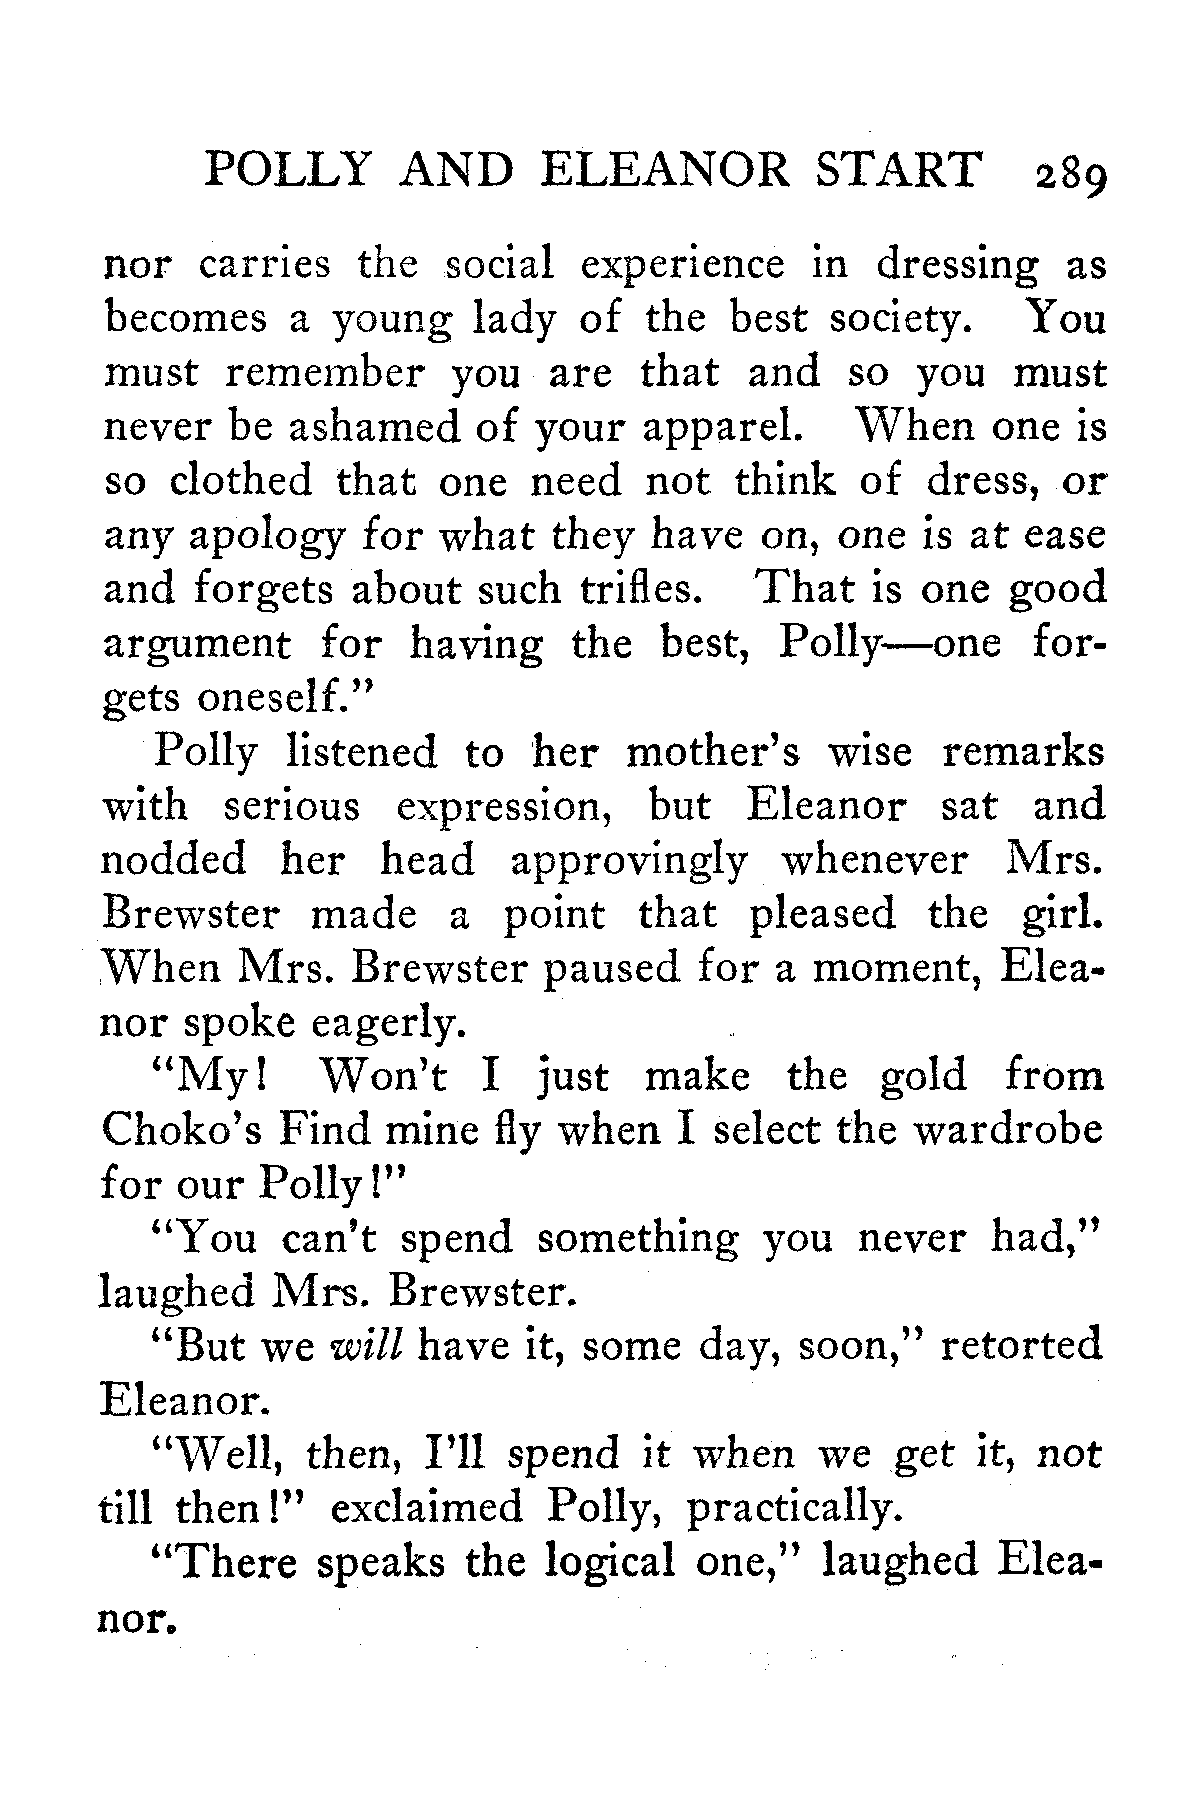 POLLY AND ELEANOR START 289
nor carries the social experience in dressing as
becomes a young lady of the best society. You
must remember you are that and so you must
never be ashamed of your apparel. When one is
so clothed that one need not think of dress, or
any apology for what they have on, one is at ease
and forgets about such trifles. That is one good
argument for having the best, Polly—one for-
gets oneself."
Polly listened to her mother's wise remarks
with serious expression, but Eleanor sat and
nodded her head approvingly whenever Mrs.
Brewster made a point that pleased the girl.
When Mrs. Brewster paused for a moment, Elea-
nor spoke eagerly.
"My! Won't I just make the gold from
Choko's Find mine fly when I select the wardrobe
for our Polly!"
"You can't spend something you never had,"
laughed Mrs. Brewster.
"But we will have it, some day, soon," retorted
Eleanor.
"Well, then, I'll spend it when we get it, not
till then!" exclaimed Polly, practically.
"There speaks the logical one," laughed Elea-
nor.